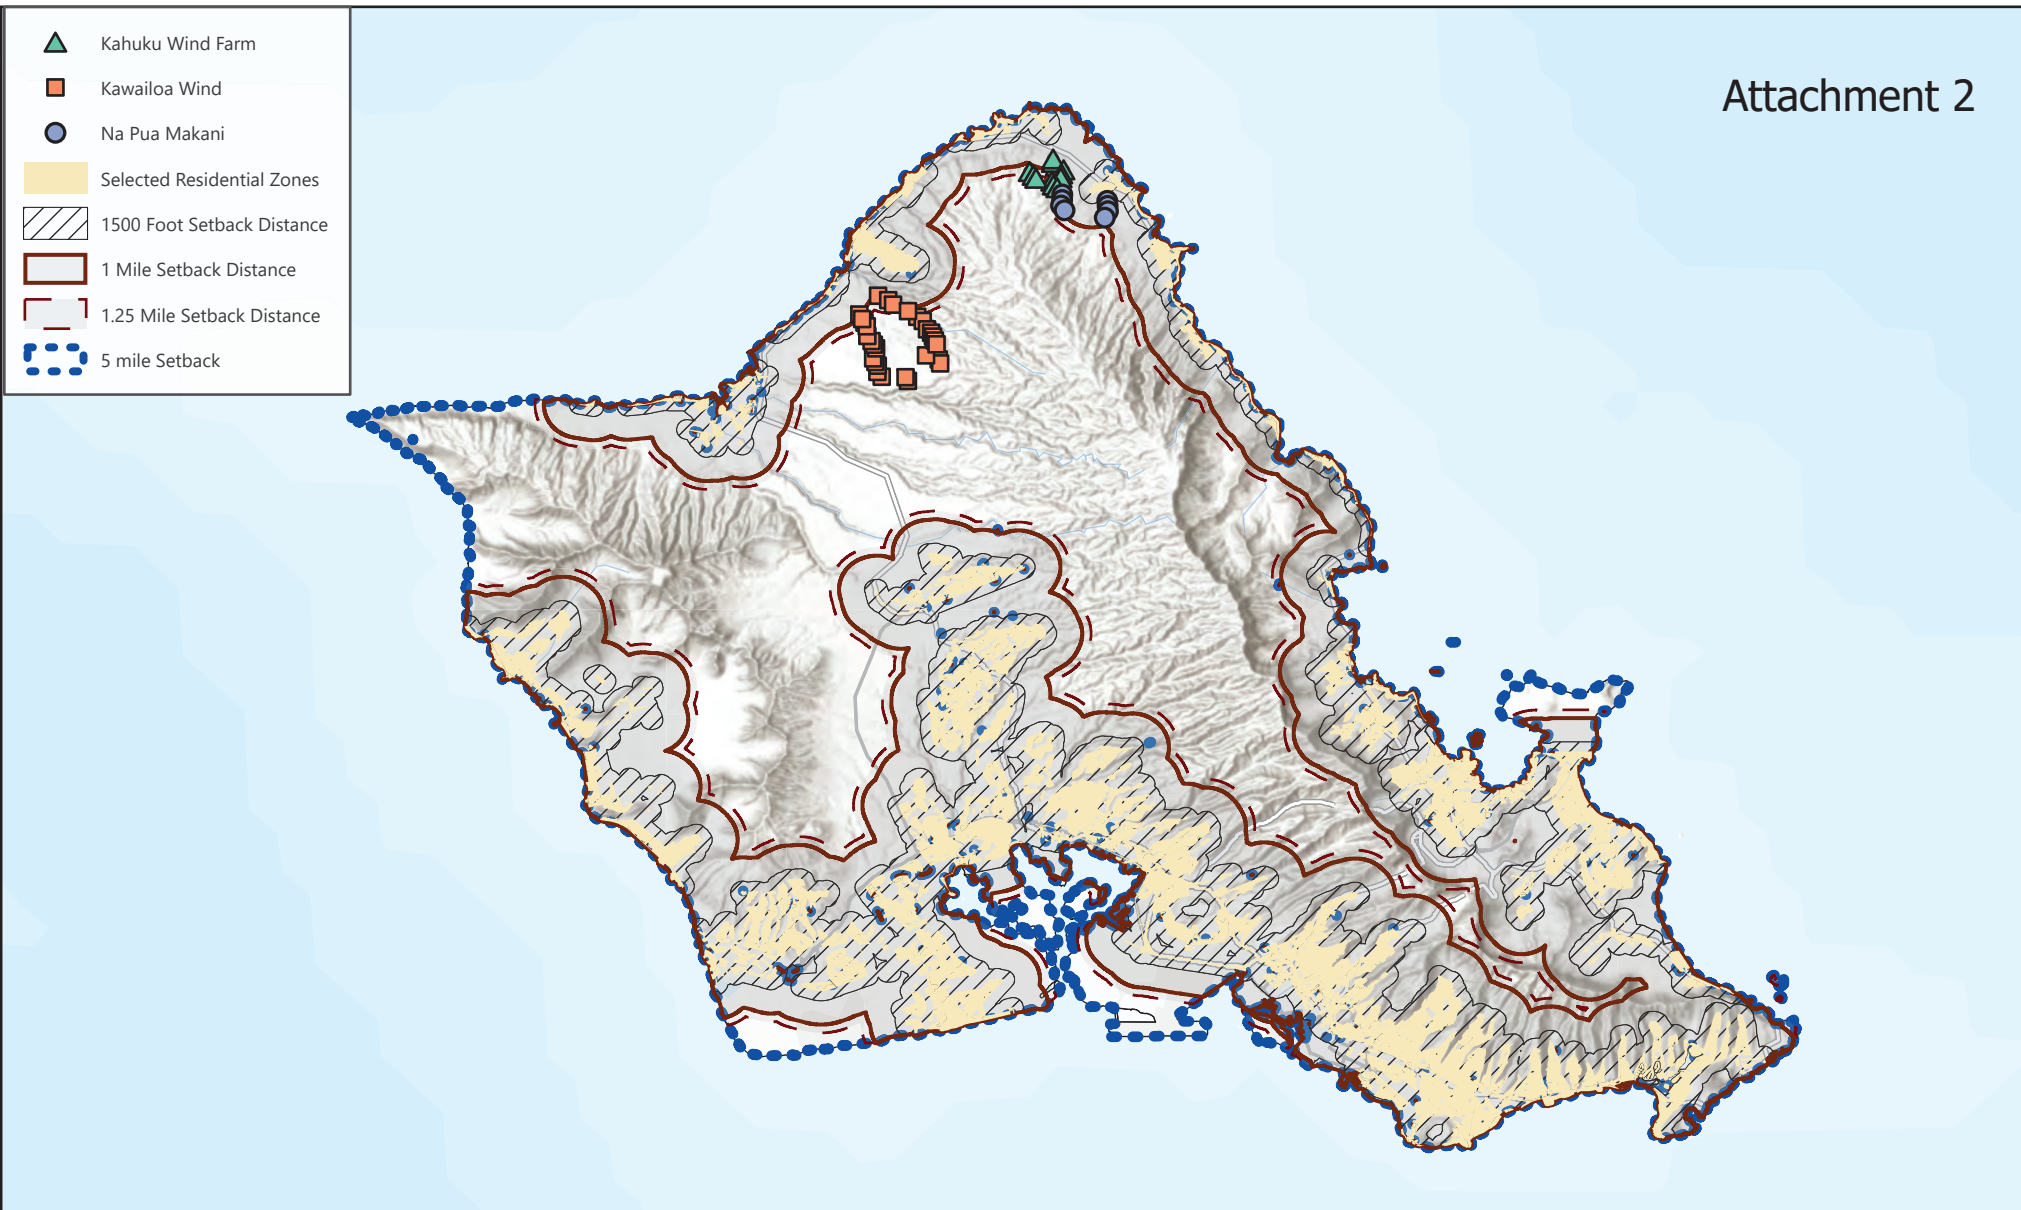 Kahuku Wind Farm
Kawailoa Wind
Na Pua Makani
Selected Residential Zones
1500 Foot Setback Distance
1 Mile Setback Distance
1.25 Mile Setback Distance
5 mile Setback
Attachment 2